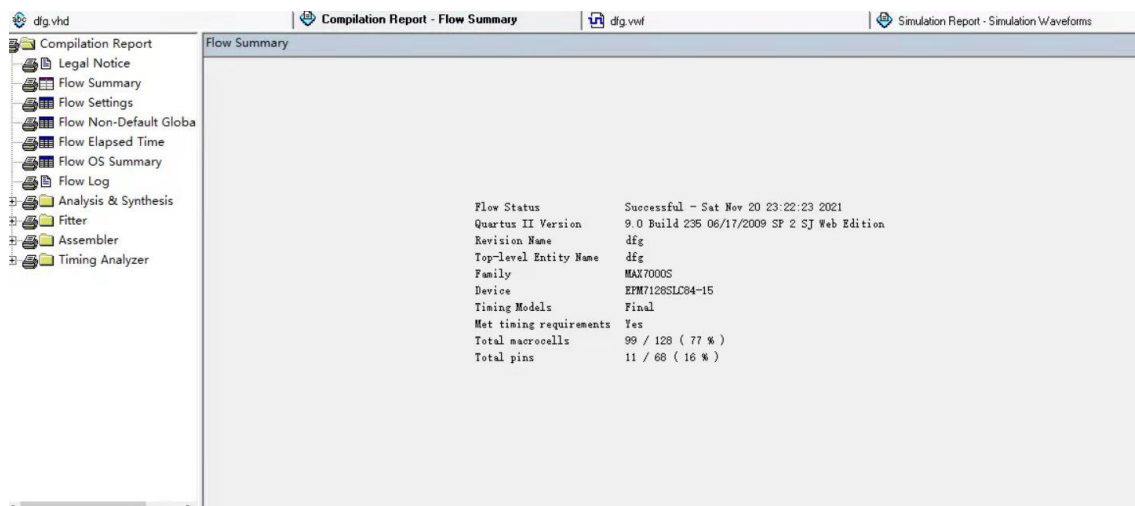 dfg.vhd
Compilation Report - Flow Summary
dfg.vwf
Simulation Report - Simulation Waveforms
Compilation Report
Legal Notice
Flow Summary
Flow Settings
Flow Non-Default Globa
Flow Elapsed Time
Flow OS Summary
Flow Log
Analysis & Synthesis
Fitter
Assembler
Timing Analyzer
Flow Summary
Flow Status Successful - Sat Nov 20 23:22:23 2021
Quartus II Version 9.0 Build 235 06/17/2009 SP 2 SJ Web Edition
Revision Name dfg
Top-level Entity Name dfg
Family MAX7000S
Device EPM7128SLC84-15
Timing Models Final
Met timing requirements Yes
Total macrocells 99 / 128 ( 77 % )
Total pins 11 / 68 ( 16 % )